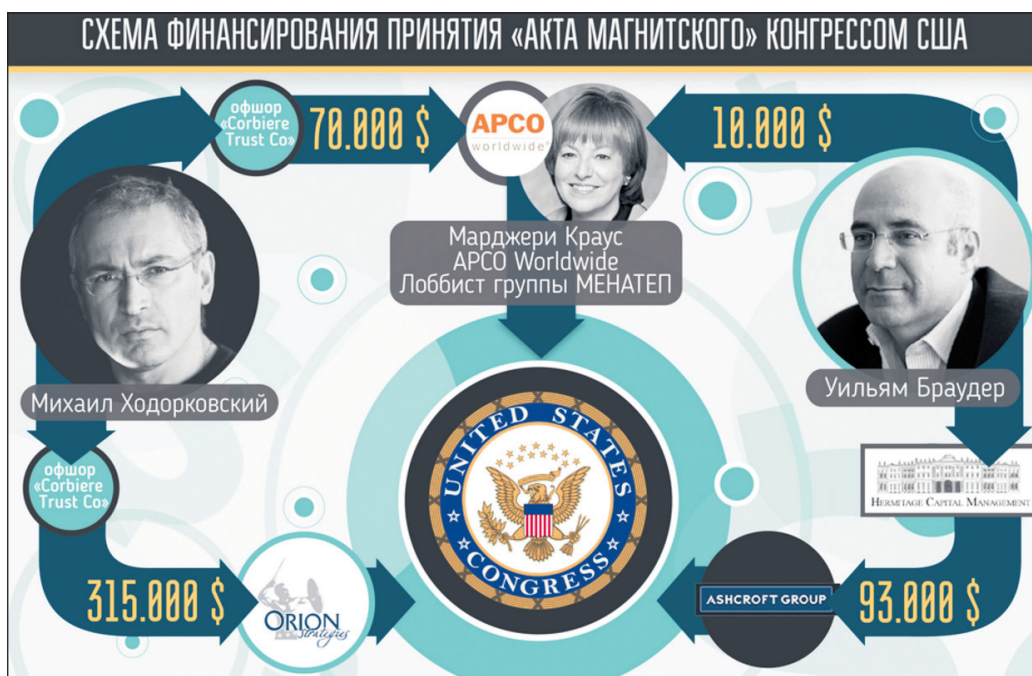 СХЕМА ФИНАНСИРОВАНИЯ ПРИНЯТИЯ «АКТА МАГНИТСКОГО» КОНГРЕССОМ США
офшор
«Corbiere
Trust Co»
70.000 $
APCO
worldwide®
10.000 $
Марджери Краус
APCO Worldwide
Лоббист группы МЕНАТЕП
Михаил Ходорковский
Уильям Браудер
офшор
«Corbiere
Trust Co»
UNITED STATES
CONGRESS
HERMITAGE CAPITAL MANAGEMENT
315.000 $
ORION
Strategies
ASHCROFT GROUP
93.000 $